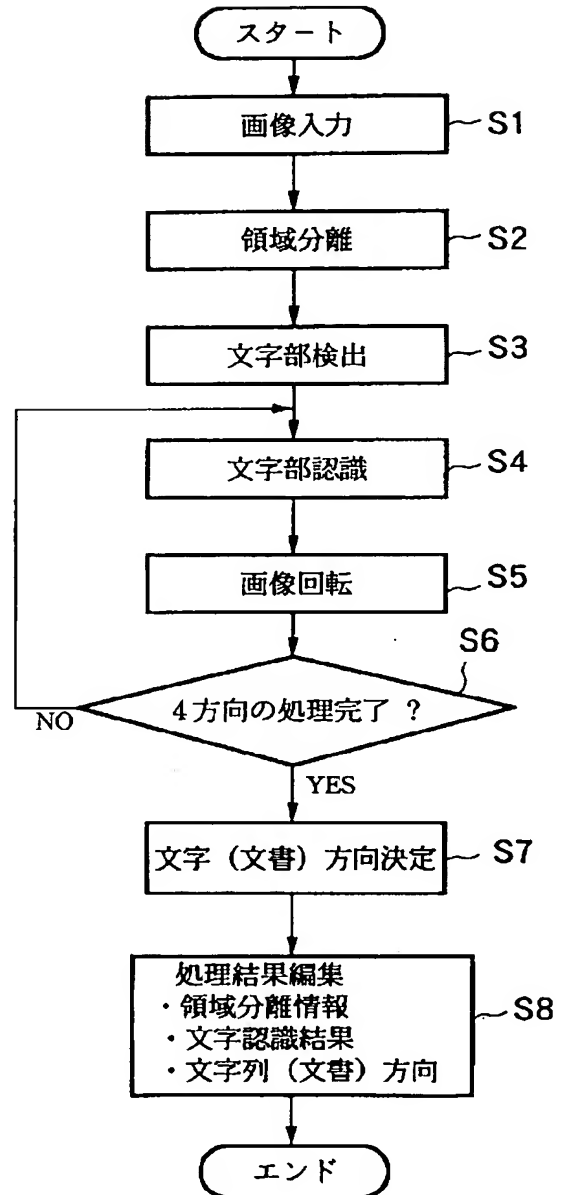 スタート
画像入力
S1
領域分離
S2
文字部検出
S3
文字部認識
S4
画像回転
S5
S6
4方向の処理完了 ?
NO
YES
文字(文書)方向決定
S7
処理結果編集
・領域分離情報
・文字認識結果
・文字列(文書)方向
S8
エンド